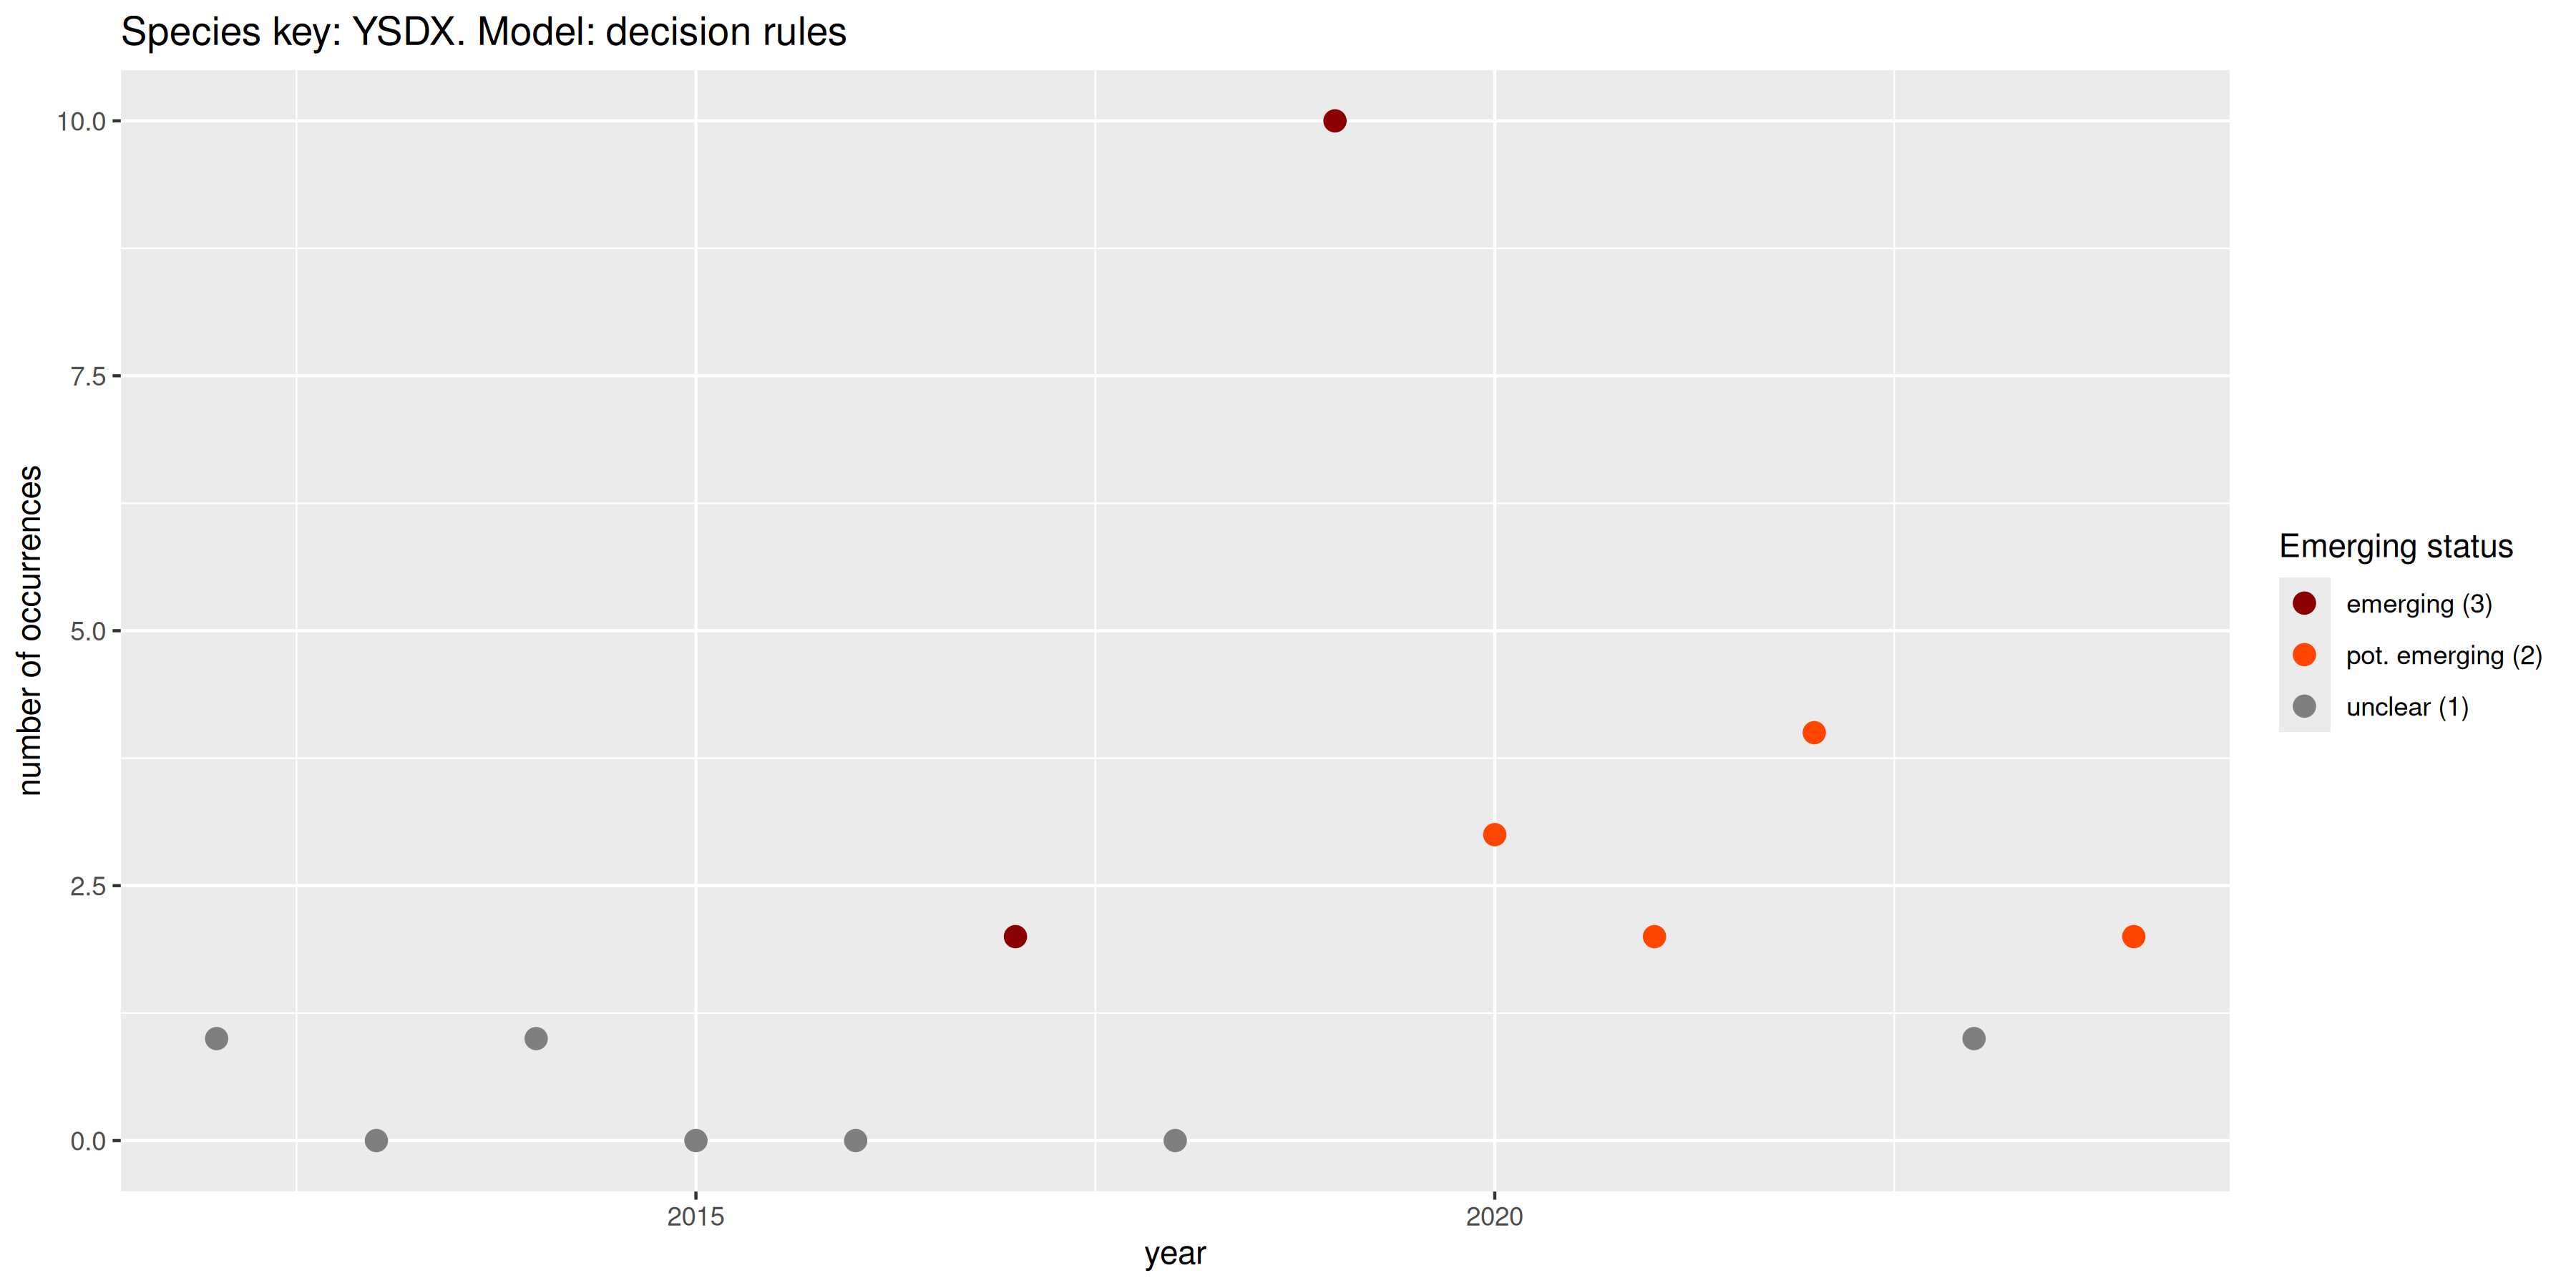 Species key: YSDX. Model: decision rules
number of occurrences
10.0
7.5
5.0
2.5
0.0
2015
2020
year
Emerging status
emerging (3)
pot. emerging (2)
unclear (1)